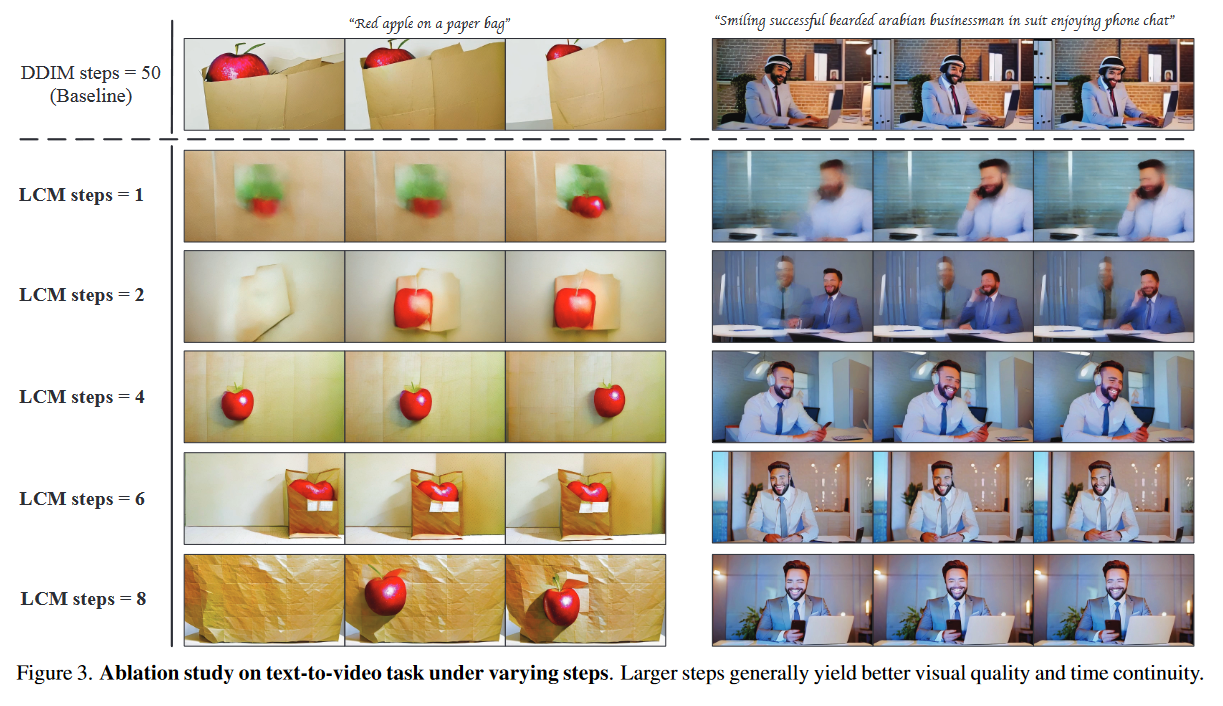 “Red apple on a paper bag”
“Smiling successful bearded arabian businessman in suit enjoying phone chat”
DDIM steps = 50
(Baseline)
LCM steps = 1
LCM steps = 2
LCM steps = 4
LCM steps = 6
LCM steps = 8
Figure 3. Ablation study on text-to-video task under varying steps. Larger steps generally yield better visual quality and time continuity.